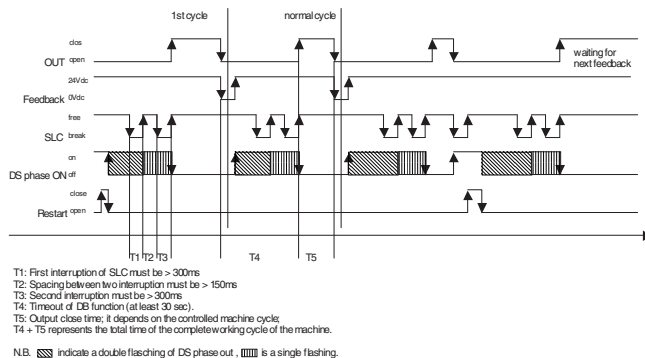 1st cycle normal cycle
clos
OUT open
waiting for
next feedback
24Vdc
Feedback 0Vdc
free
SLC break
on
DS phase ON off
close
Restart open
T1 T2 T3 T4 T5
T1: First interruption of SLC must be > 300ms
T2: Spacing between two interruption must be > 150ms
T3: Second interruption must be > 300ms
T4: Timeout of DB function (at least 30 sec).
T5: Output close time; it depends on the controlled machine cycle;
T4 + T5 represents the total time of the complete working cycle of the machine.
N.B. indicate a double flasching of DS phase out , is a single flashing.